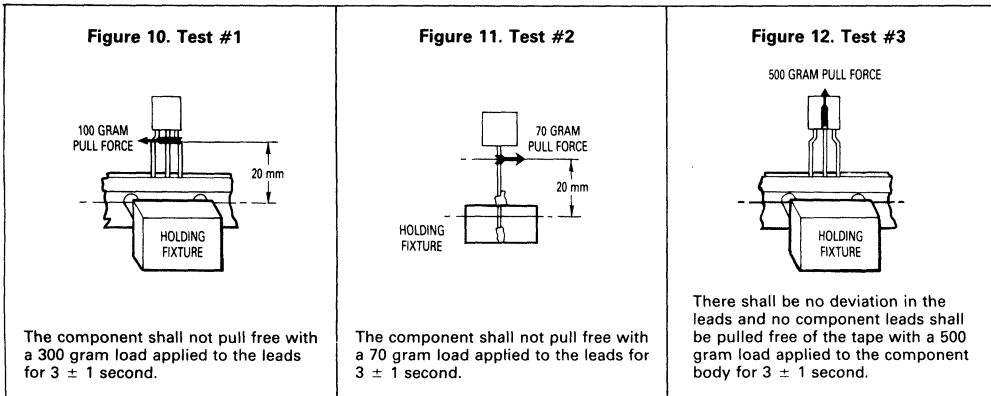 Figure 10. Test #1
100 GRAM
PULL FORCE
20 mm
HOLDING
FIXTURE
The component shall not pull free with
a 300 gram load applied to the leads
for 3 ± 1 second.
Figure 11. Test #2
70 GRAM
PULL FORCE
20 mm
HOLDING
FIXTURE
The component shall not pull free with
a 70 gram load applied to the leads for
3 ± 1 second.
Figure 12. Test #3
500 GRAM PULL FORCE
HOLDING
FIXTURE
There shall be no deviation in the
leads and no component leads shall
be pulled free of the tape with a 500
gram load applied to the component
body for 3 ± 1 second.